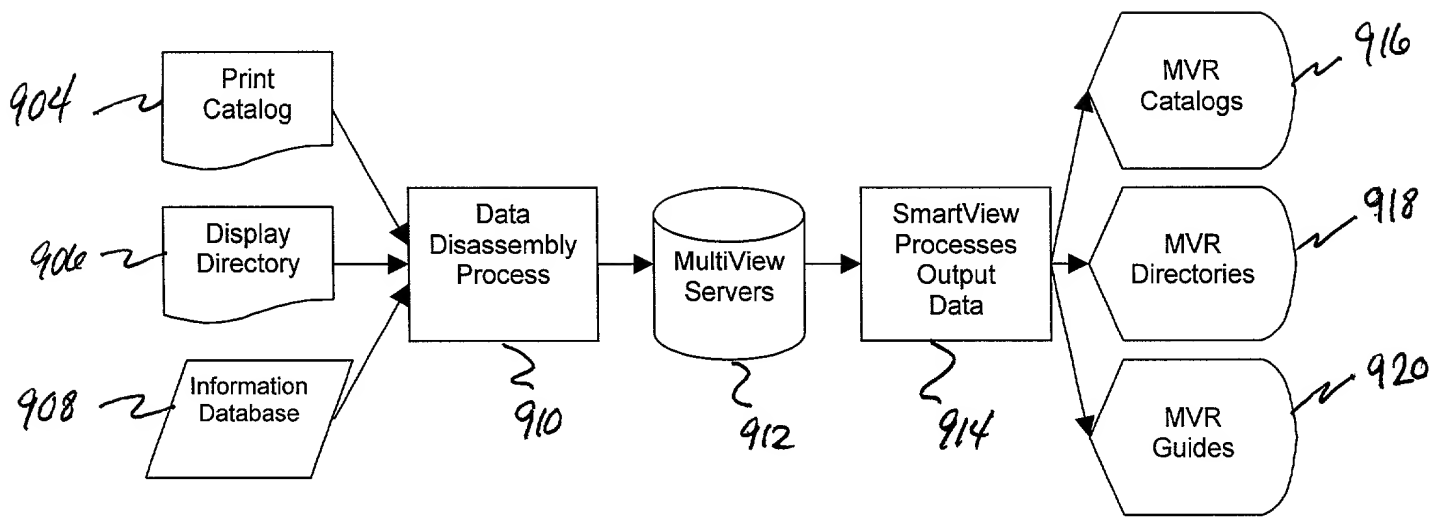 904
Print
Catalog
906
Display
Directory
908
Information
Database
Data
Disassembly
Process
910
MultiView
Servers
912
SmartView
Processes
Output
Data
914
MVR
Catalogs
916
MVR
Directories
918
MVR
Guides
920